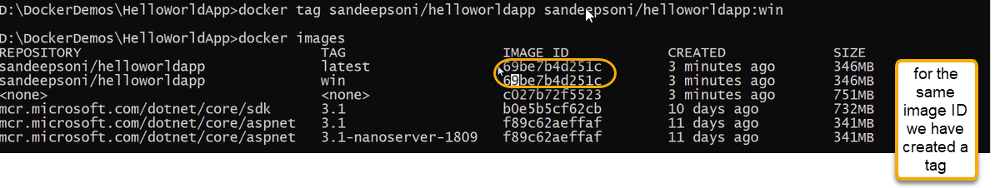 D:\DockerDemos\HelloWorldApp>docker tag sandeepsoni/helloworldapp sandeepsoni/helloworldapp:win
D:\DockerDemos\HelloWorldApp>docker images
REPOSITORY TAG IMAGE ID CREATED SIZE
sandeepsoni/helloworldapp latest 69be7b4d251c 3 minutes ago 346MB
sandeepsoni/helloworldapp win 69be7b4d251c 3 minutes ago 346MB
<none> <none> c027b72f5523 3 minutes ago 751MB
mcr.microsoft.com/dotnet/core/sdk 3.1 b0e5b5cf62cb 10 days ago 732MB
mcr.microsoft.com/dotnet/core/aspnet 3.1 f89c62aeffaf 11 days ago 341MB
mcr.microsoft.com/dotnet/core/aspnet 3.1-nanoserver-1809 f89c62aeffaf 11 days ago 341MB
for the
same
image ID
we have
created a
tag